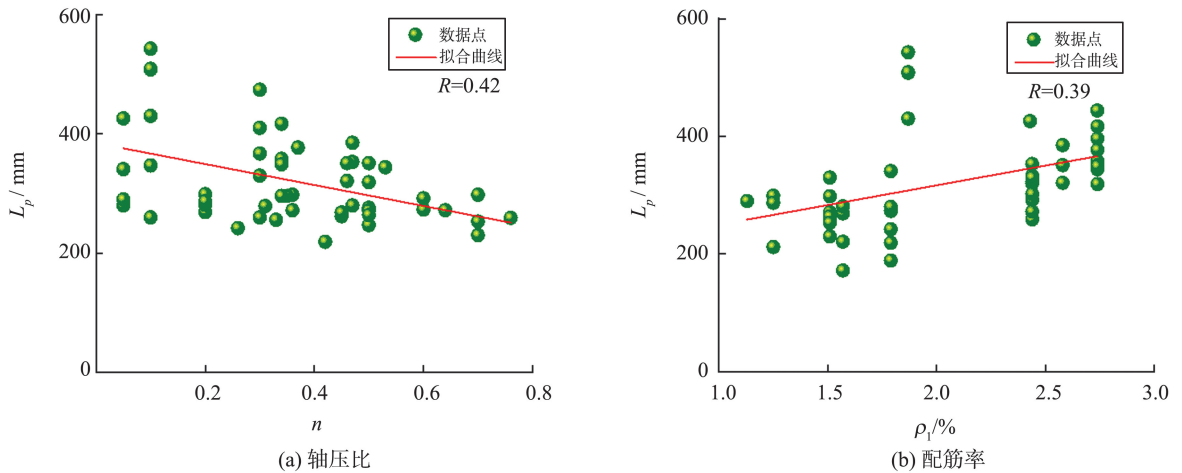 600
400
200
0
0.2
0.4
0.6
0.8
L_p / mm
n
数据点
拟合曲线
R=0.42
(a) 轴压比
600
400
200
0
1.0
1.5
2.0
2.5
3.0
L_p / mm
ρ₁/%
数据点
拟合曲线
R=0.39
(b) 配筋率